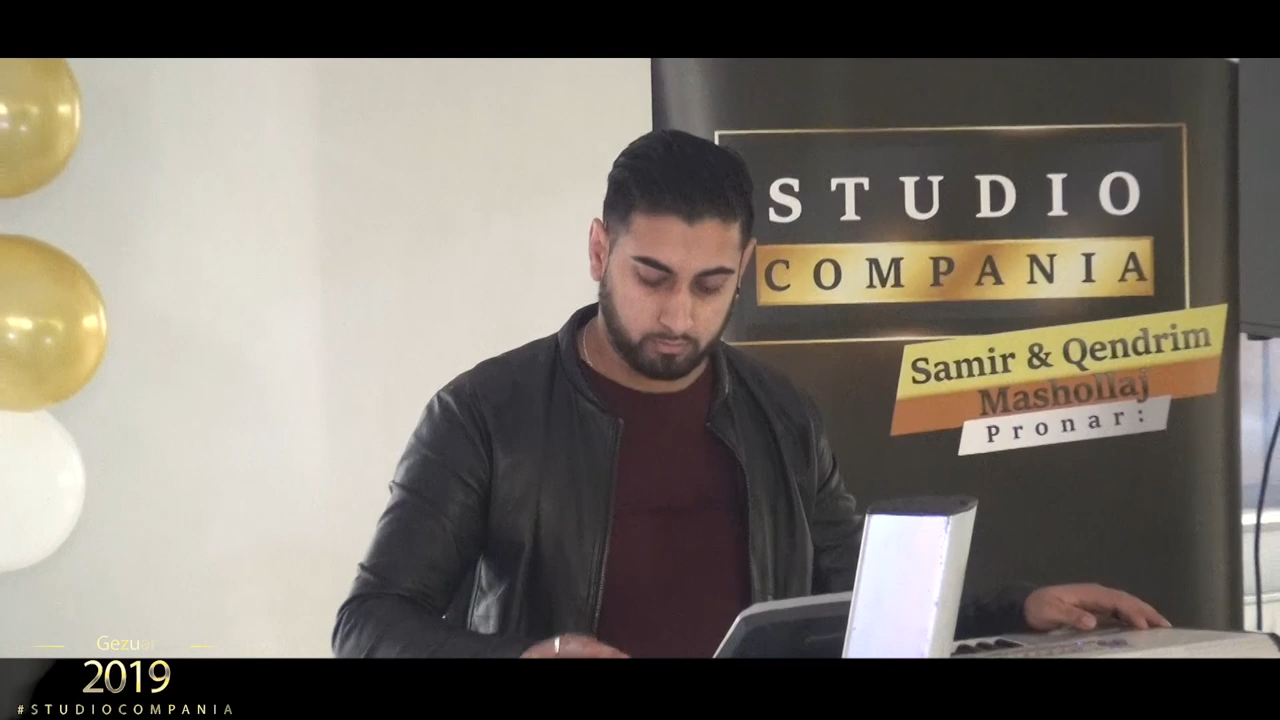 STUDIO
COMPANIA
Samir & Qendrim
Mashollaj
Pronar:
Gezuar
2019
#STUDIOCOMPANIA